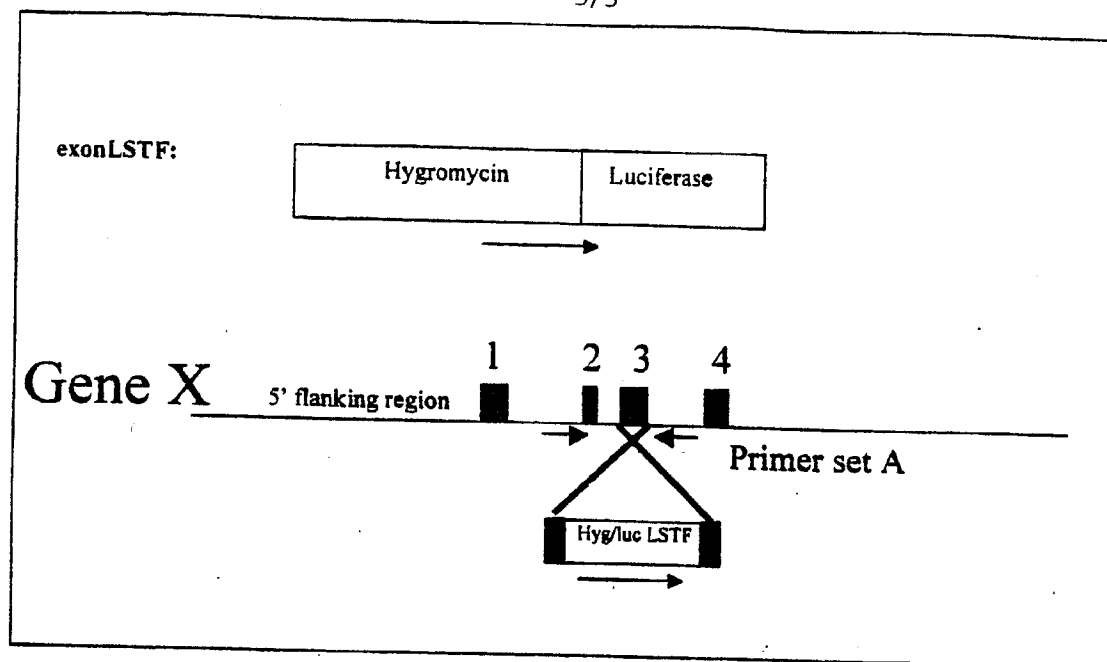 exonLSTF:
Hygromycin
Luciferase
1 2 3 4
Gene X
5' flanking region
Primer set A
Hyg/luc LSTF